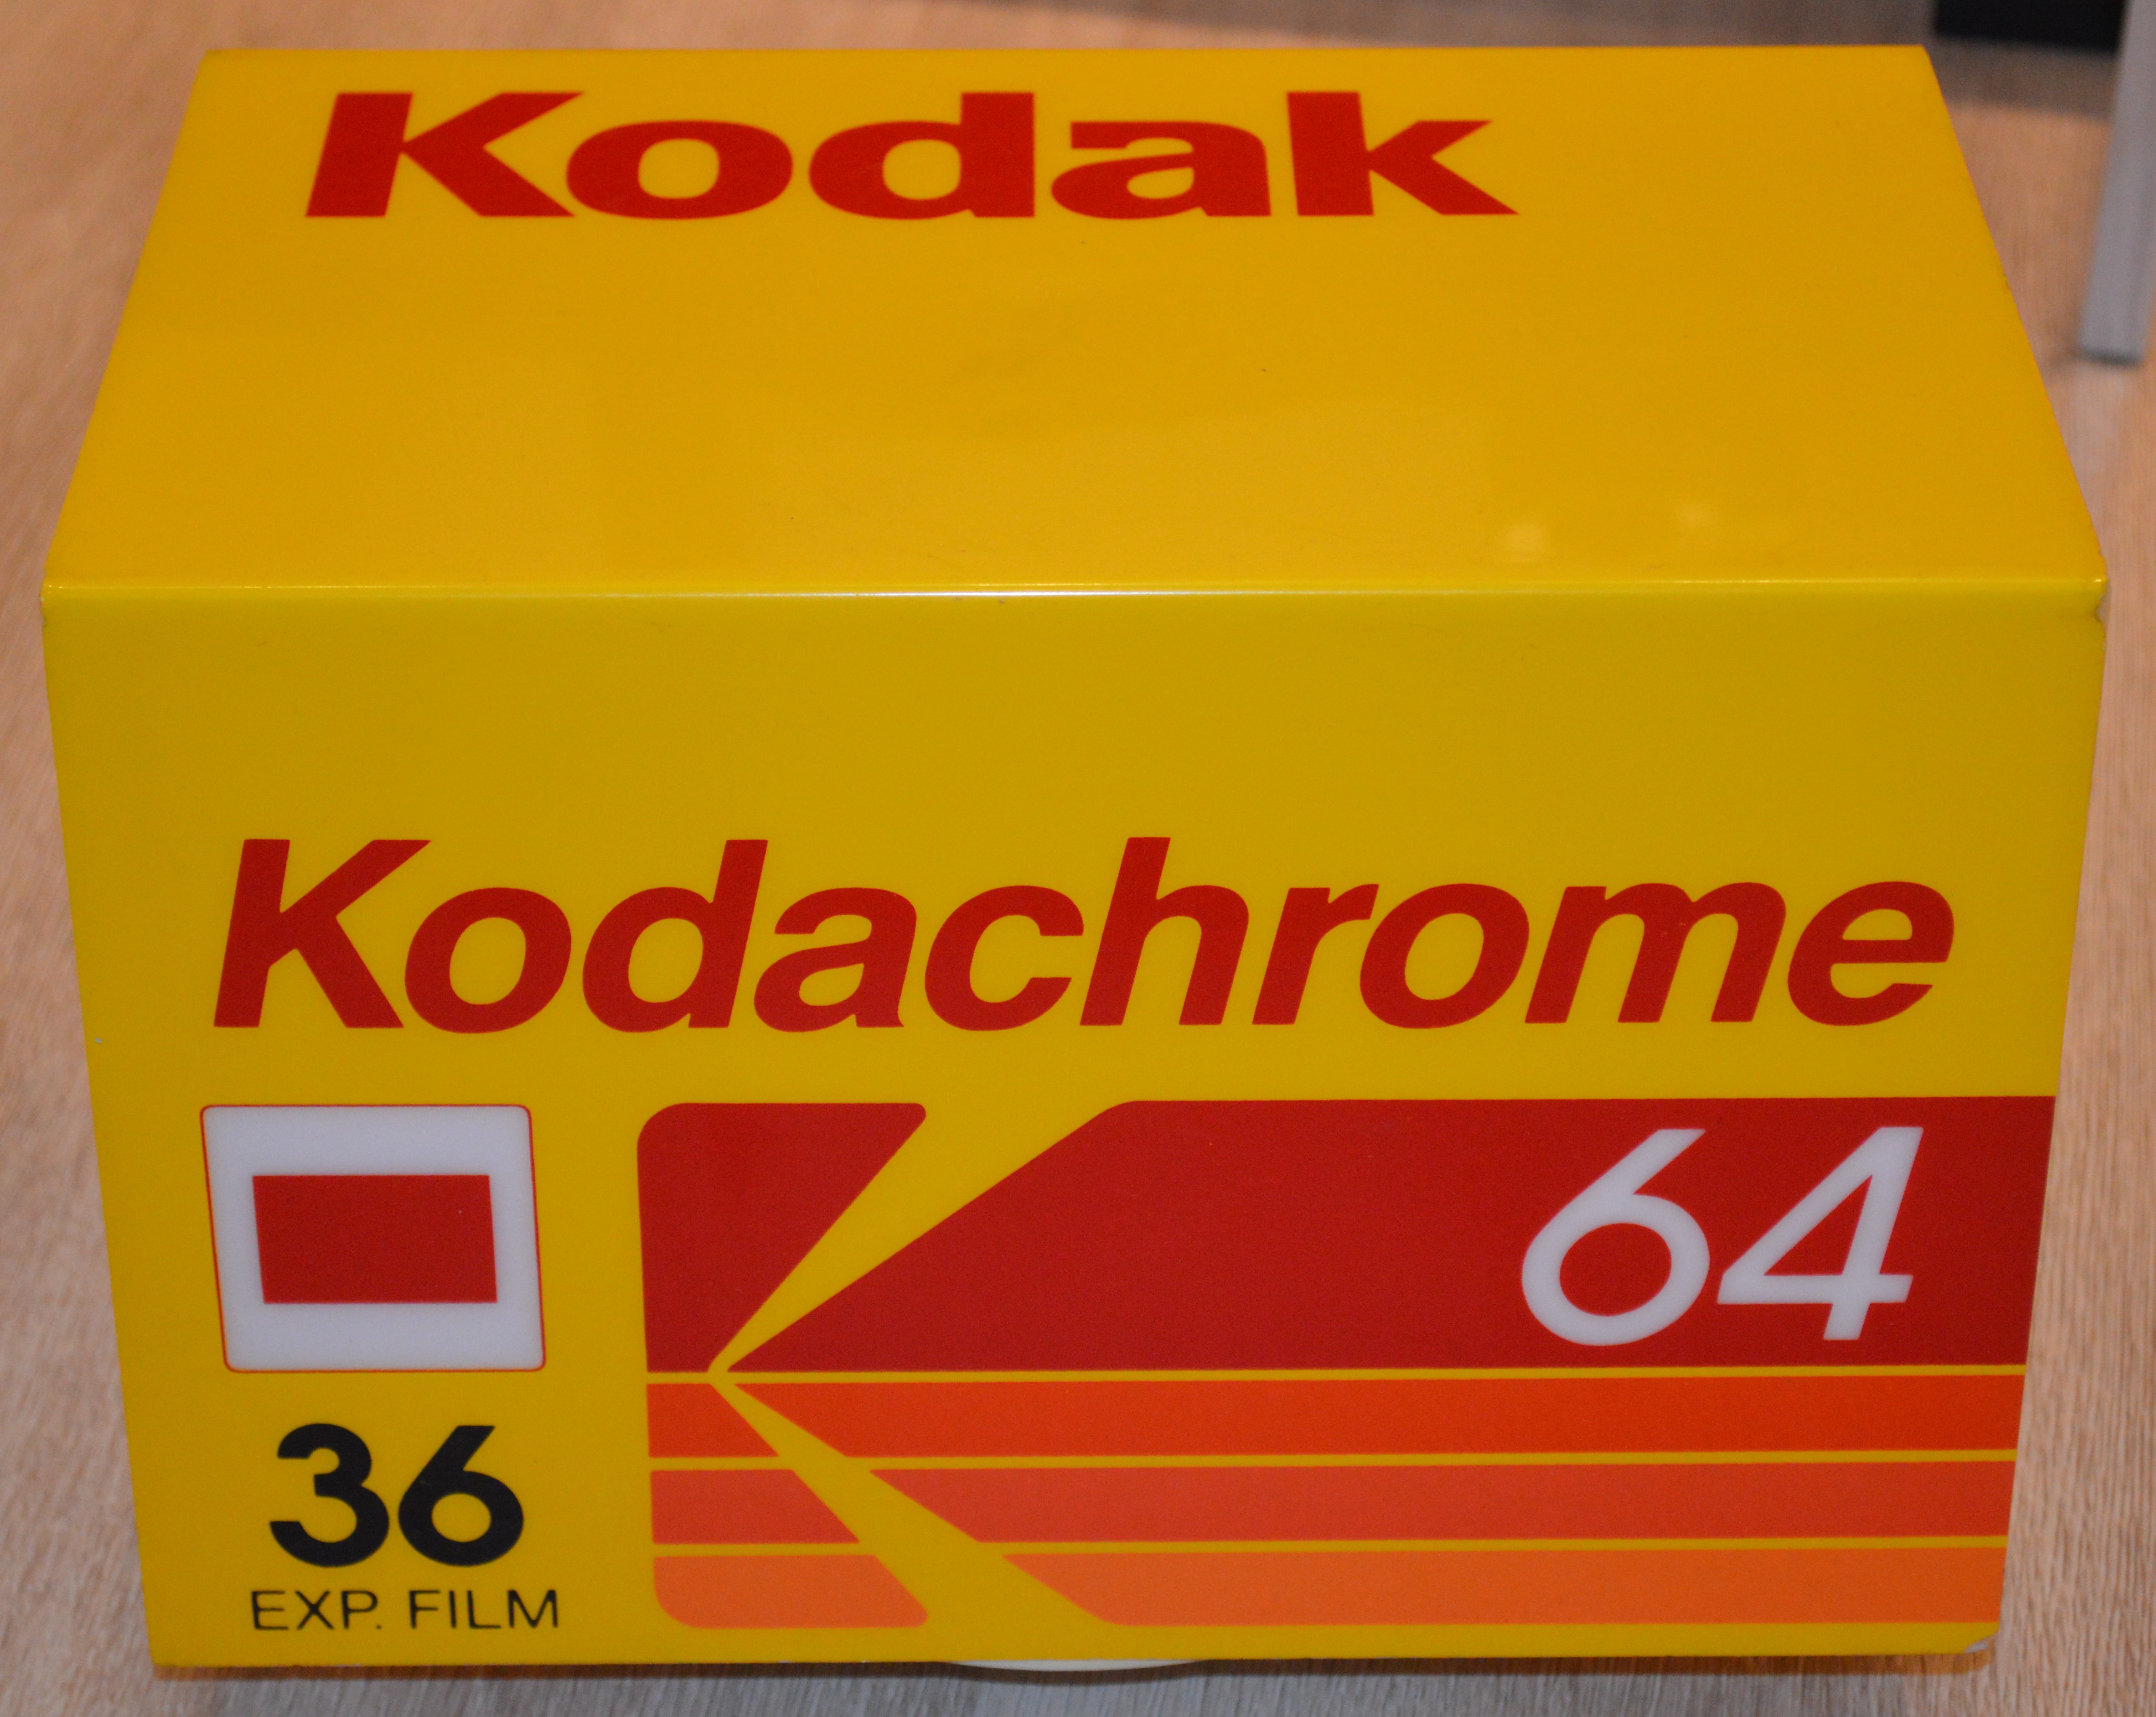 Kodak
Kodachrome
64
36
EXP. FILM